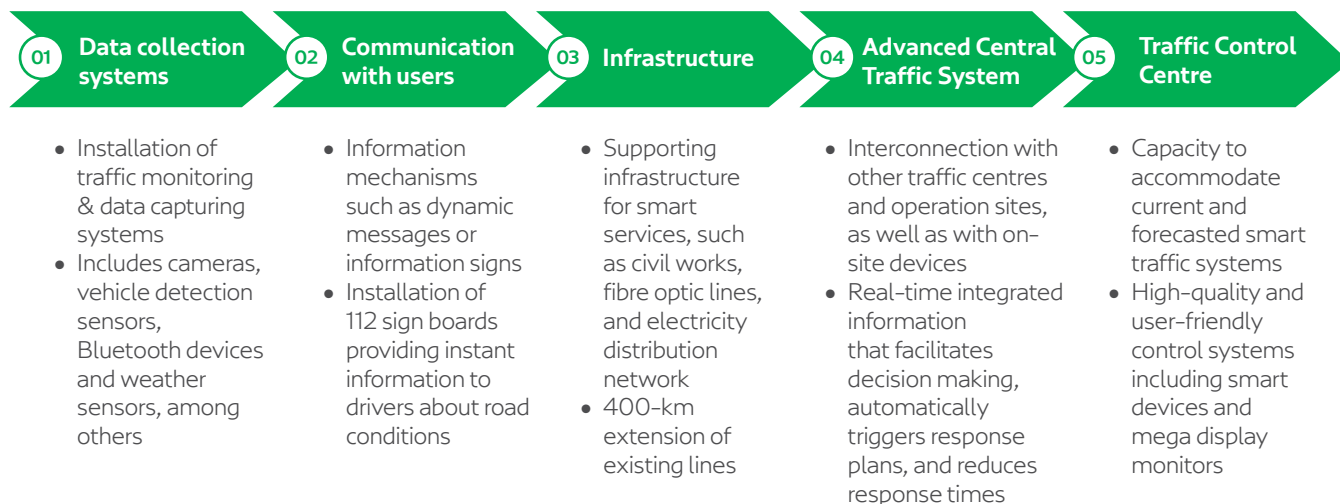 01
Data collection
systems
02
Communication
with users
03
Infrastructure
04
Advanced Central
Traffic System
05
Traffic Control
Centre
• Installation of
traffic monitoring
& data capturing
systems
• Includes cameras,
vehicle detection
sensors,
Bluetooth devices
and weather
sensors, among
others
• Information
mechanisms
such as dynamic
messages or
information signs
• Installation of
112 sign boards
providing instant
information to
drivers about road
conditions
• Supporting
infrastructure
for smart
services, such
as civil works,
fibre optic lines,
and electricity
distribution
network
• 400-km
extension of
existing lines
• Interconnection with
other traffic centres
and operation sites,
as well as with on-
site devices
• Real-time integrated
information
that facilitates
decision making,
automatically
triggers response
plans, and reduces
response times
• Capacity to
accommodate
current and
forecasted smart
traffic systems
• High-quality and
user-friendly
control systems
including smart
devices and
mega display
monitors